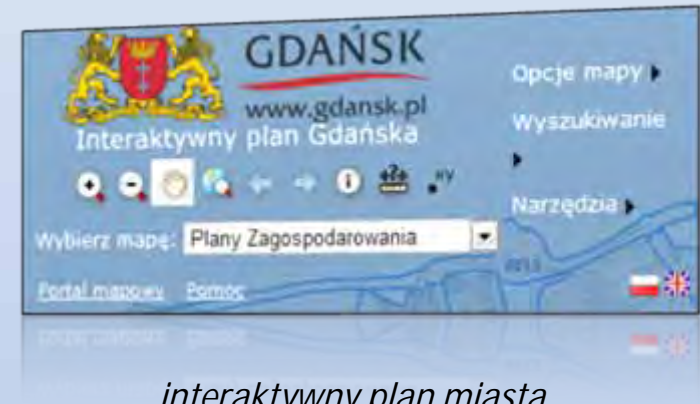 GDAŃSK
www.gdansk.pl
Interaktywny plan Gdańska
Opcje mapy
Wyszukiwanie
Narzędzia
Wybierz mapę: Plany Zagospodarowania
Portal mapowy Pomoc
interaktywny plan miasta